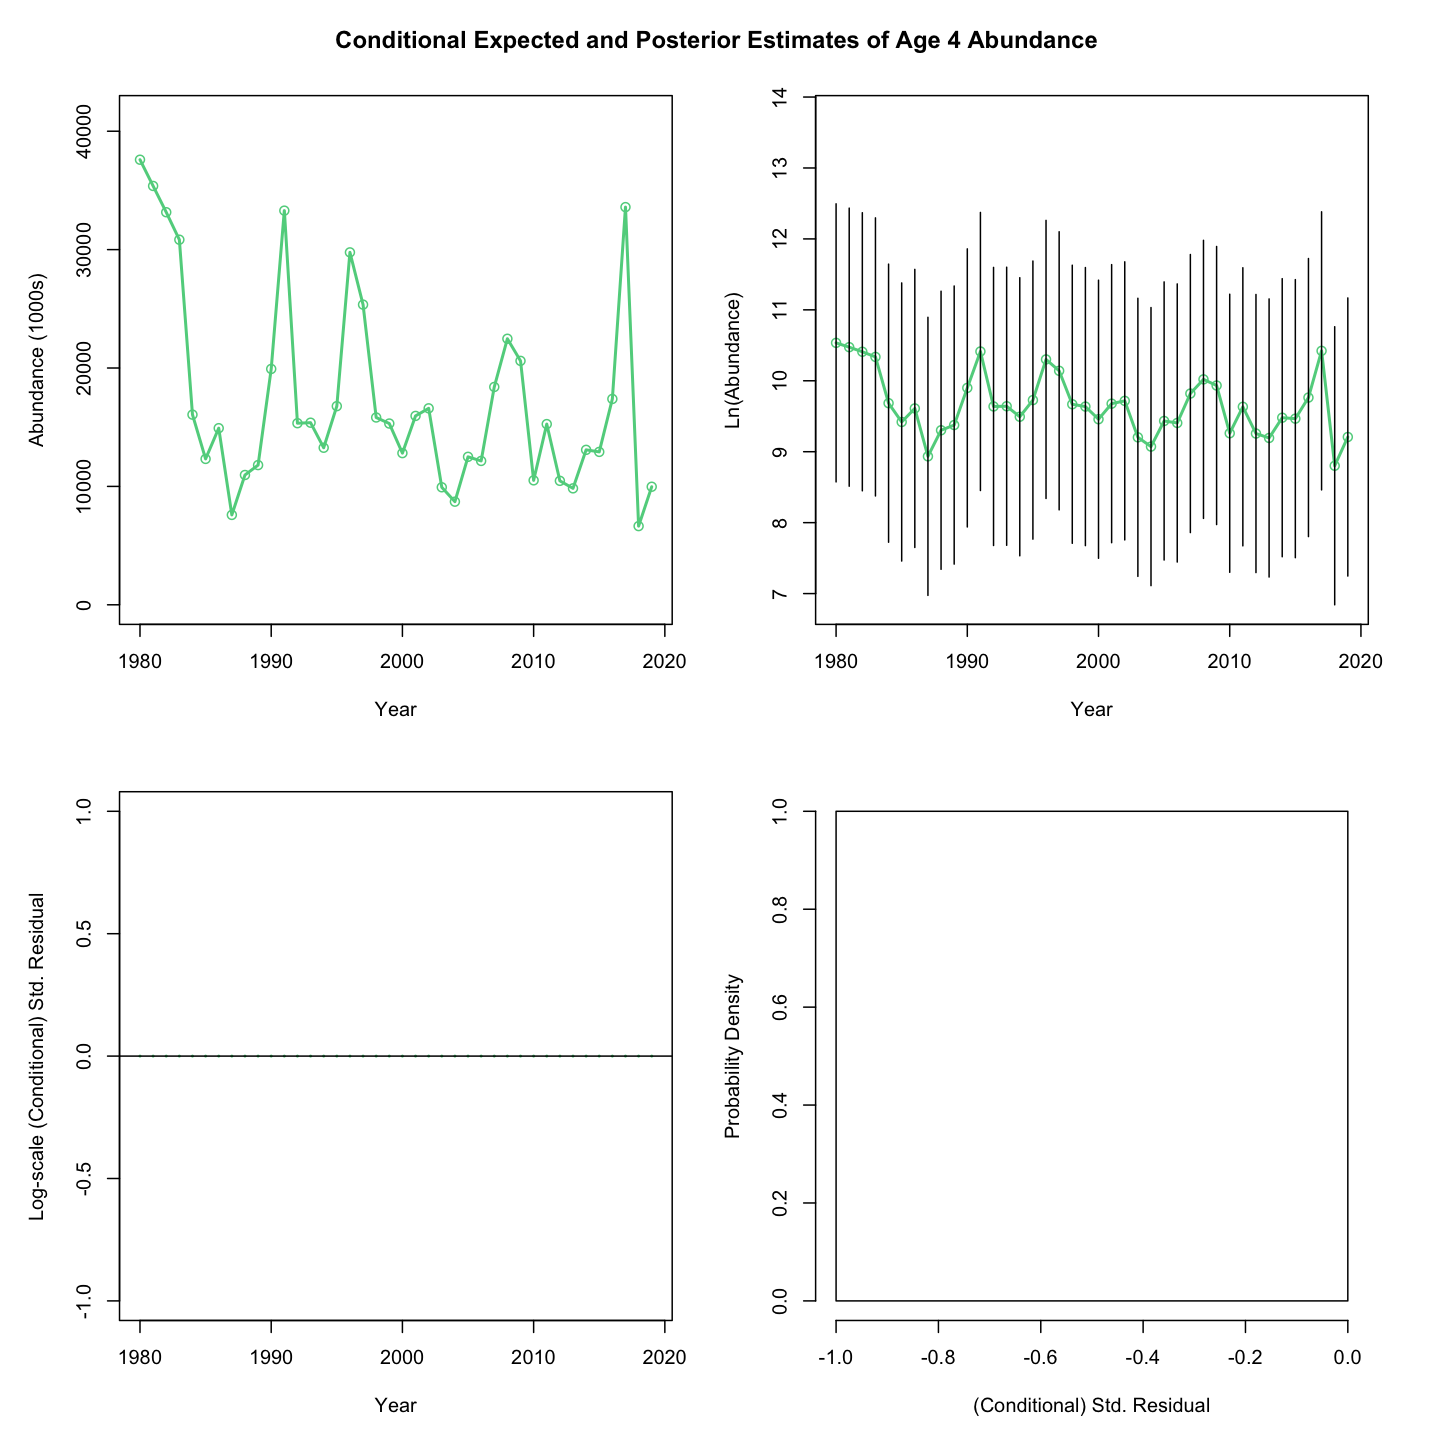 Conditional Expected and Posterior Estimates of Age 4 Abundance
Abundance (1000s)
40000
30000
20000
10000
0
1980 1990 2000 2010 2020
Year
Ln(Abundance)
14
13
12
11
10
9
8
7
1980 1990 2000 2010 2020
Year
Log-scale (Conditional) Std. Residual
1.0
0.5
0.0
-0.5
-1.0
1980 1990 2000 2010 2020
Year
Probability Density
1.0
0.8
0.6
0.4
0.2
0.0
-1.0 -0.8 -0.6 -0.4 -0.2 0.0
(Conditional) Std. Residual